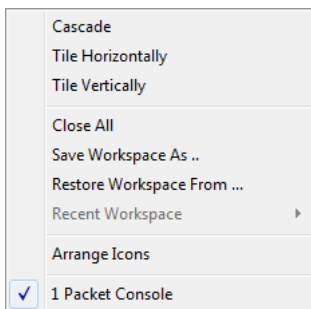 Cascade
Tile Horizontally
Tile Vertically
Close All
Save Workspace As ..
Restore Workspace From ...
Recent Workspace
Arrange Icons
1 Packet Console